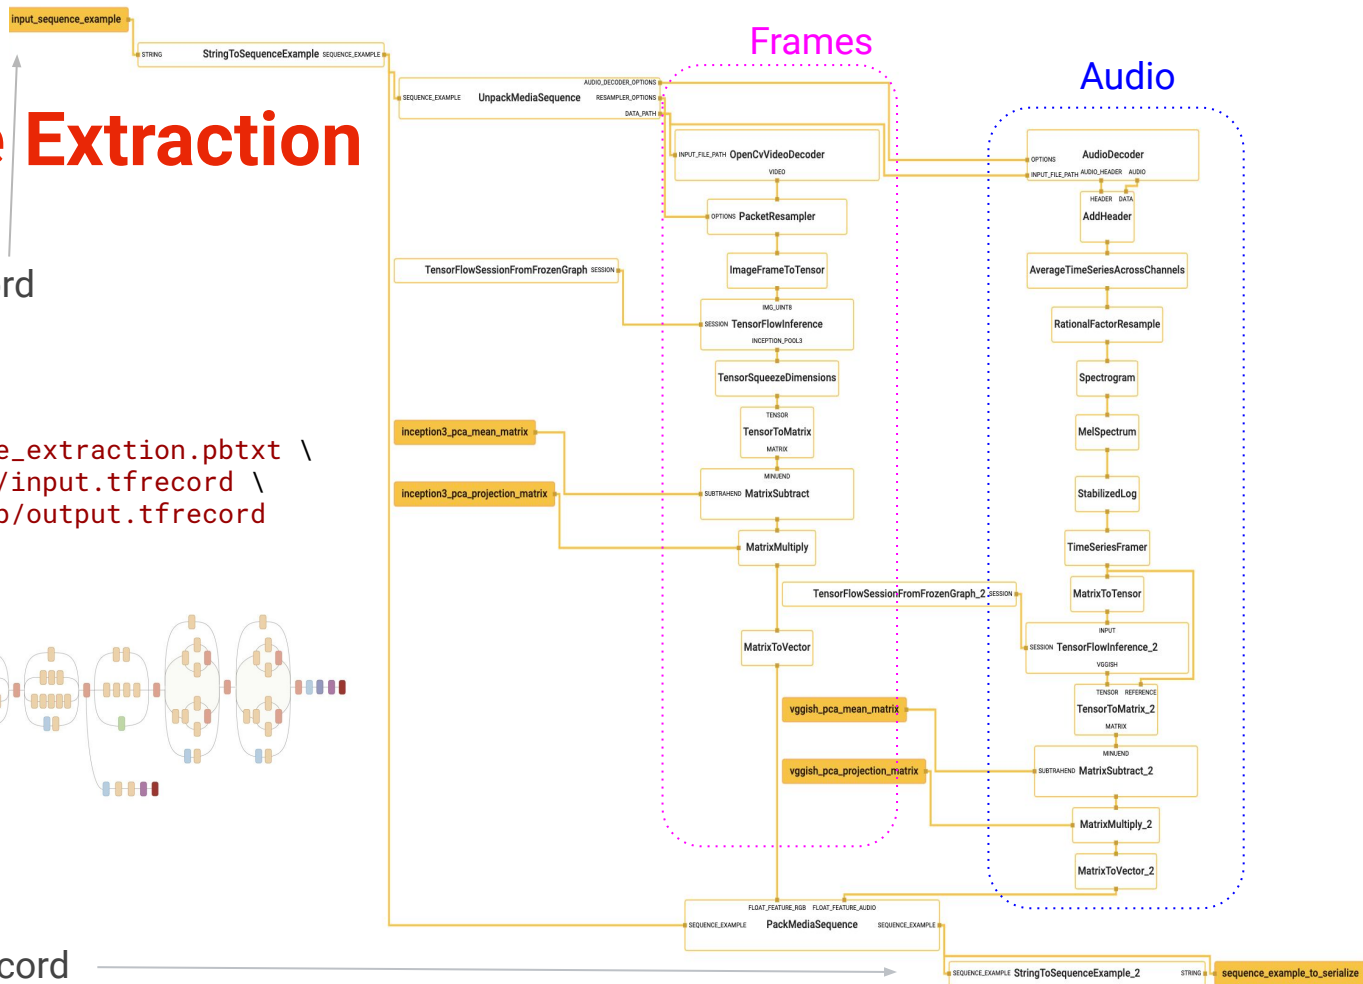 input_sequence_example
STRING StringToSequenceExample SEQUENCE_EXAMPLE
Frames
Audio
e Extraction
rd
e_extraction.pbtxt \
/input.tfrecord \
o/output.tfrecord
cord
AUDIO_DECODER_OPTIONS
SEQUENCE_EXAMPLE UnpackMediaSequence RESAMPLER_OPTIONS
DATA_PATH
INPUT_FILE_PATH OpenCvVideoDecoder
VIDEO
OPTIONS PacketResampler
TensorFlowSessionFromFrozenGraph SESSION
ImageFrameToTensor
IMG_UINT8
SESSION TensorFlowInference
INCEPTION_POOL3
TensorSqueezeDimensions
TENSOR
TensorToMatrix
MATRIX
inception3_pca_mean_matrix
inception3_pca_projection_matrix
MINUEND
SUBTRAHEND MatrixSubtract
MatrixMultiply
MatrixToVector
AudioDecoder
OPTIONS
INPUT_FILE_PATH AUDIO_HEADER AUDIO
HEADER DATA
AddHeader
AverageTimeSeriesAcrossChannels
RationalFactorResample
Spectrogram
MelSpectrum
StabilizedLog
TimeSeriesFramer
MatrixToTensor
TensorFlowSessionFromFrozenGraph_2 SESSION
INPUT
SESSION TensorFlowInference_2
VGGISH
TENSOR REFERENCE
TensorToMatrix_2
MATRIX
vggish_pca_mean_matrix
vggish_pca_projection_matrix
MINUEND
SUBTRAHEND MatrixSubtract_2
MatrixMultiply_2
MatrixToVector_2
FLOAT_FEATURE_RGB FLOAT_FEATURE_AUDIO
SEQUENCE_EXAMPLE PackMediaSequence SEQUENCE_EXAMPLE
SEQUENCE_EXAMPLE StringToSequenceExample_2 STRING
sequence_example_to_serialize